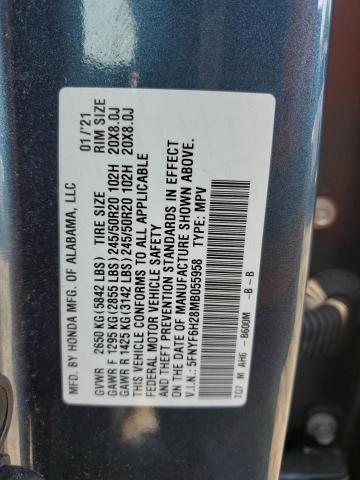 MFD. BY HONDA MFG. OF ALABAMA, LLC 01/'21
GVWR 2650 KG(5842 LBS) TIRE SIZE RIM SIZE
GAWR F 1295 KG(2855 LBS) 245/50R20 102H 20X8.0J
GAWR R 1425 KG(3142 LBS) 245/50R20 102H 20X8.0J
THIS VEHICLE CONFORMS TO ALL APPLICABLE
FEDERAL MOTOR VEHICLE SAFETY
AND THEFT PREVENTION STANDARDS IN EFFECT
ON THE DATE OF MANUFACTURE SHOWN ABOVE.
V.I.N.: 5FNYF6H28MB055958 TYPE: MPV
TG7 M AH6 - B600M -B -B